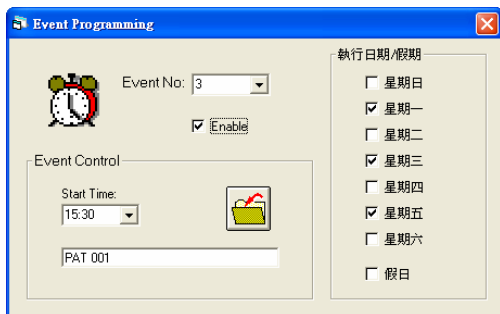 Event Programming
Event No: 3
Enable
Event Control
Start Time:
15:30
PAT 001
執行日期/假期
星期日
星期一
星期二
星期三
星期四
星期五
星期六
假日